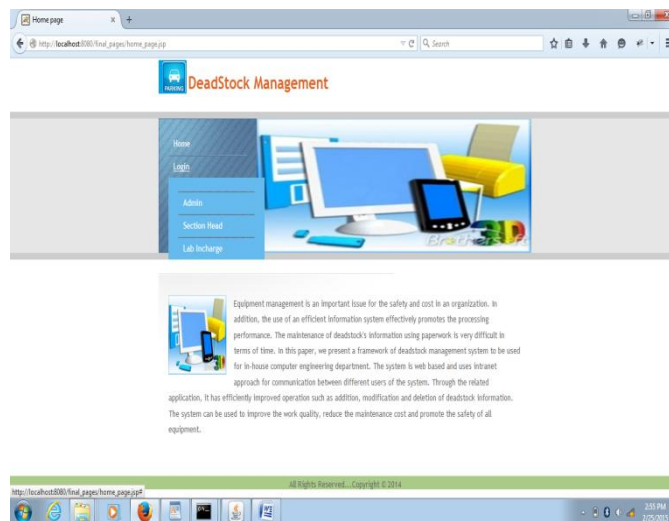 Home page
http://localhost:8080/final_pages/home_page.jsp
Search
PARKING
DeadStock Management
Home
Login
Admin
Section Head
Lab Incharge
3D
Brothersoft
Equipment management is an important issue for the safety and cost in an organization. In
addition, the use of an efficient information system effectively promotes the processing
performance. The maintenance of deadstock's information using paperwork is very difficult in
terms of time. In this paper, we present a framework of deadstock management system to be used
for in-house computer engineering department. The system is web based and uses intranet
approach for communication between different users of the system. Through the related
application, it has efficiently improved operation such as addition, modification and deletion of deadstock information.
The system can be used to improve the work quality, reduce the maintenance cost and promote the safety of all
equipment.
All Rights Reserved....Copyright © 2014
http://localhost:8080/final_pages/home_page.jsp#
2:55 PM